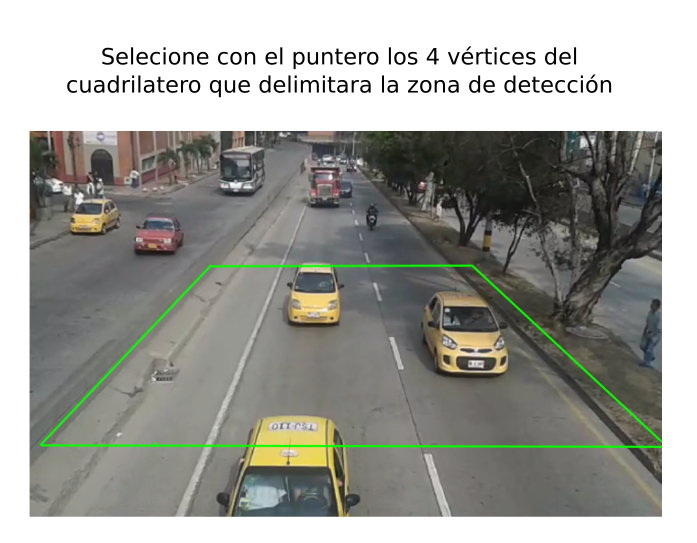 Selecione con el puntero los 4 vértices del
cuadrilatero que delimitara la zona de detección